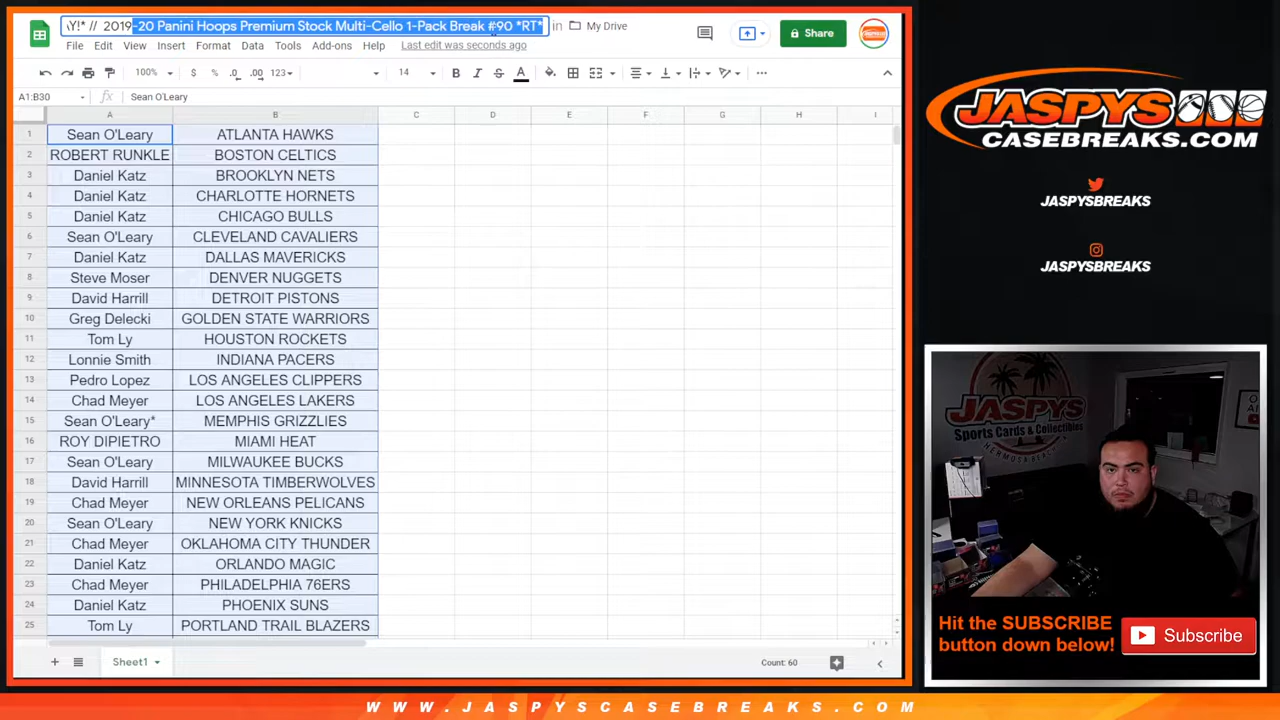 Y!* // 2019-20 Panini Hoops Premium Stock Multi-Cello 1-Pack Break #90 *RT* in My Drive
File Edit View Insert Format Data Tools Add-ons Help Last edit was seconds ago
Share
100% $ % .0 .00 123 14 B I S A
A1:B30 fx Sean O'Leary
A B C D E F G H I
1 Sean O'Leary ATLANTA HAWKS
2 ROBERT RUNKLE BOSTON CELTICS
3 Daniel Katz BROOKLYN NETS
4 Daniel Katz CHARLOTTE HORNETS
5 Daniel Katz CHICAGO BULLS
6 Sean O'Leary CLEVELAND CAVALIERS
7 Daniel Katz DALLAS MAVERICKS
8 Steve Moser DENVER NUGGETS
9 David Harrill DETROIT PISTONS
10 Greg Delecki GOLDEN STATE WARRIORS
11 Tom Ly HOUSTON ROCKETS
12 Lonnie Smith INDIANA PACERS
13 Pedro Lopez LOS ANGELES CLIPPERS
14 Chad Meyer LOS ANGELES LAKERS
15 Sean O'Leary* MEMPHIS GRIZZLIES
16 ROY DIPIETRO MIAMI HEAT
17 Sean O'Leary MILWAUKEE BUCKS
18 David Harrill MINNESOTA TIMBERWOLVES
19 Chad Meyer NEW ORLEANS PELICANS
20 Sean O'Leary NEW YORK KNICKS
21 Chad Meyer OKLAHOMA CITY THUNDER
22 Daniel Katz ORLANDO MAGIC
23 Chad Meyer PHILADELPHIA 76ERS
24 Daniel Katz PHOENIX SUNS
25 Tom Ly PORTLAND TRAIL BLAZERS
Sheet1
Count: 60
JASPYS
CASEBREAKS.COM
JASPYSBREAKS
JASPYSBREAKS
JASPYS
Sports Cards & Collectibles
HERMOSA BEACH
Hit the SUBSCRIBE
button down below!
Subscribe
WWW.JASPYSCASEBREAKS.COM